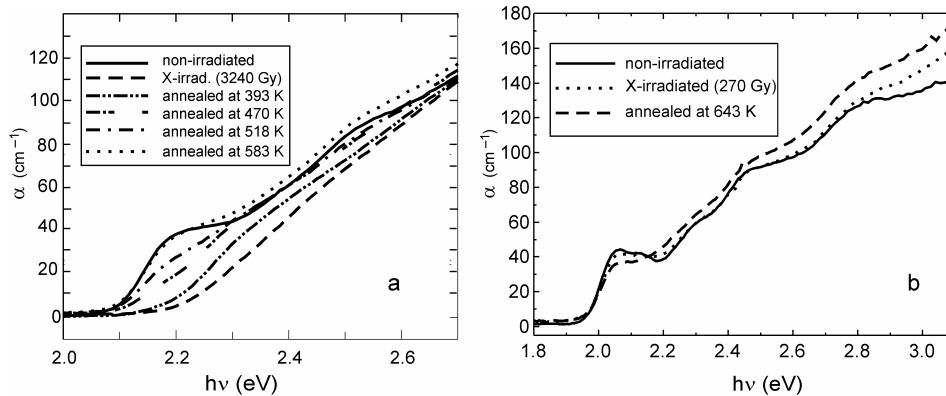 α (cm⁻¹)
120
100
80
60
40
20
0
non-irradiated
X-irrad. (3240 Gy)
annealed at 393 K
annealed at 470 K
annealed at 518 K
annealed at 583 K
a
2.0 2.2 2.4 2.6
hν (eV)
α (cm⁻¹)
180
160
140
120
100
80
60
40
20
0
non-irradiated
X-irradiated (270 Gy)
annealed at 643 K
b
1.8 2.0 2.2 2.4 2.6 2.8 3.0
hν (eV)